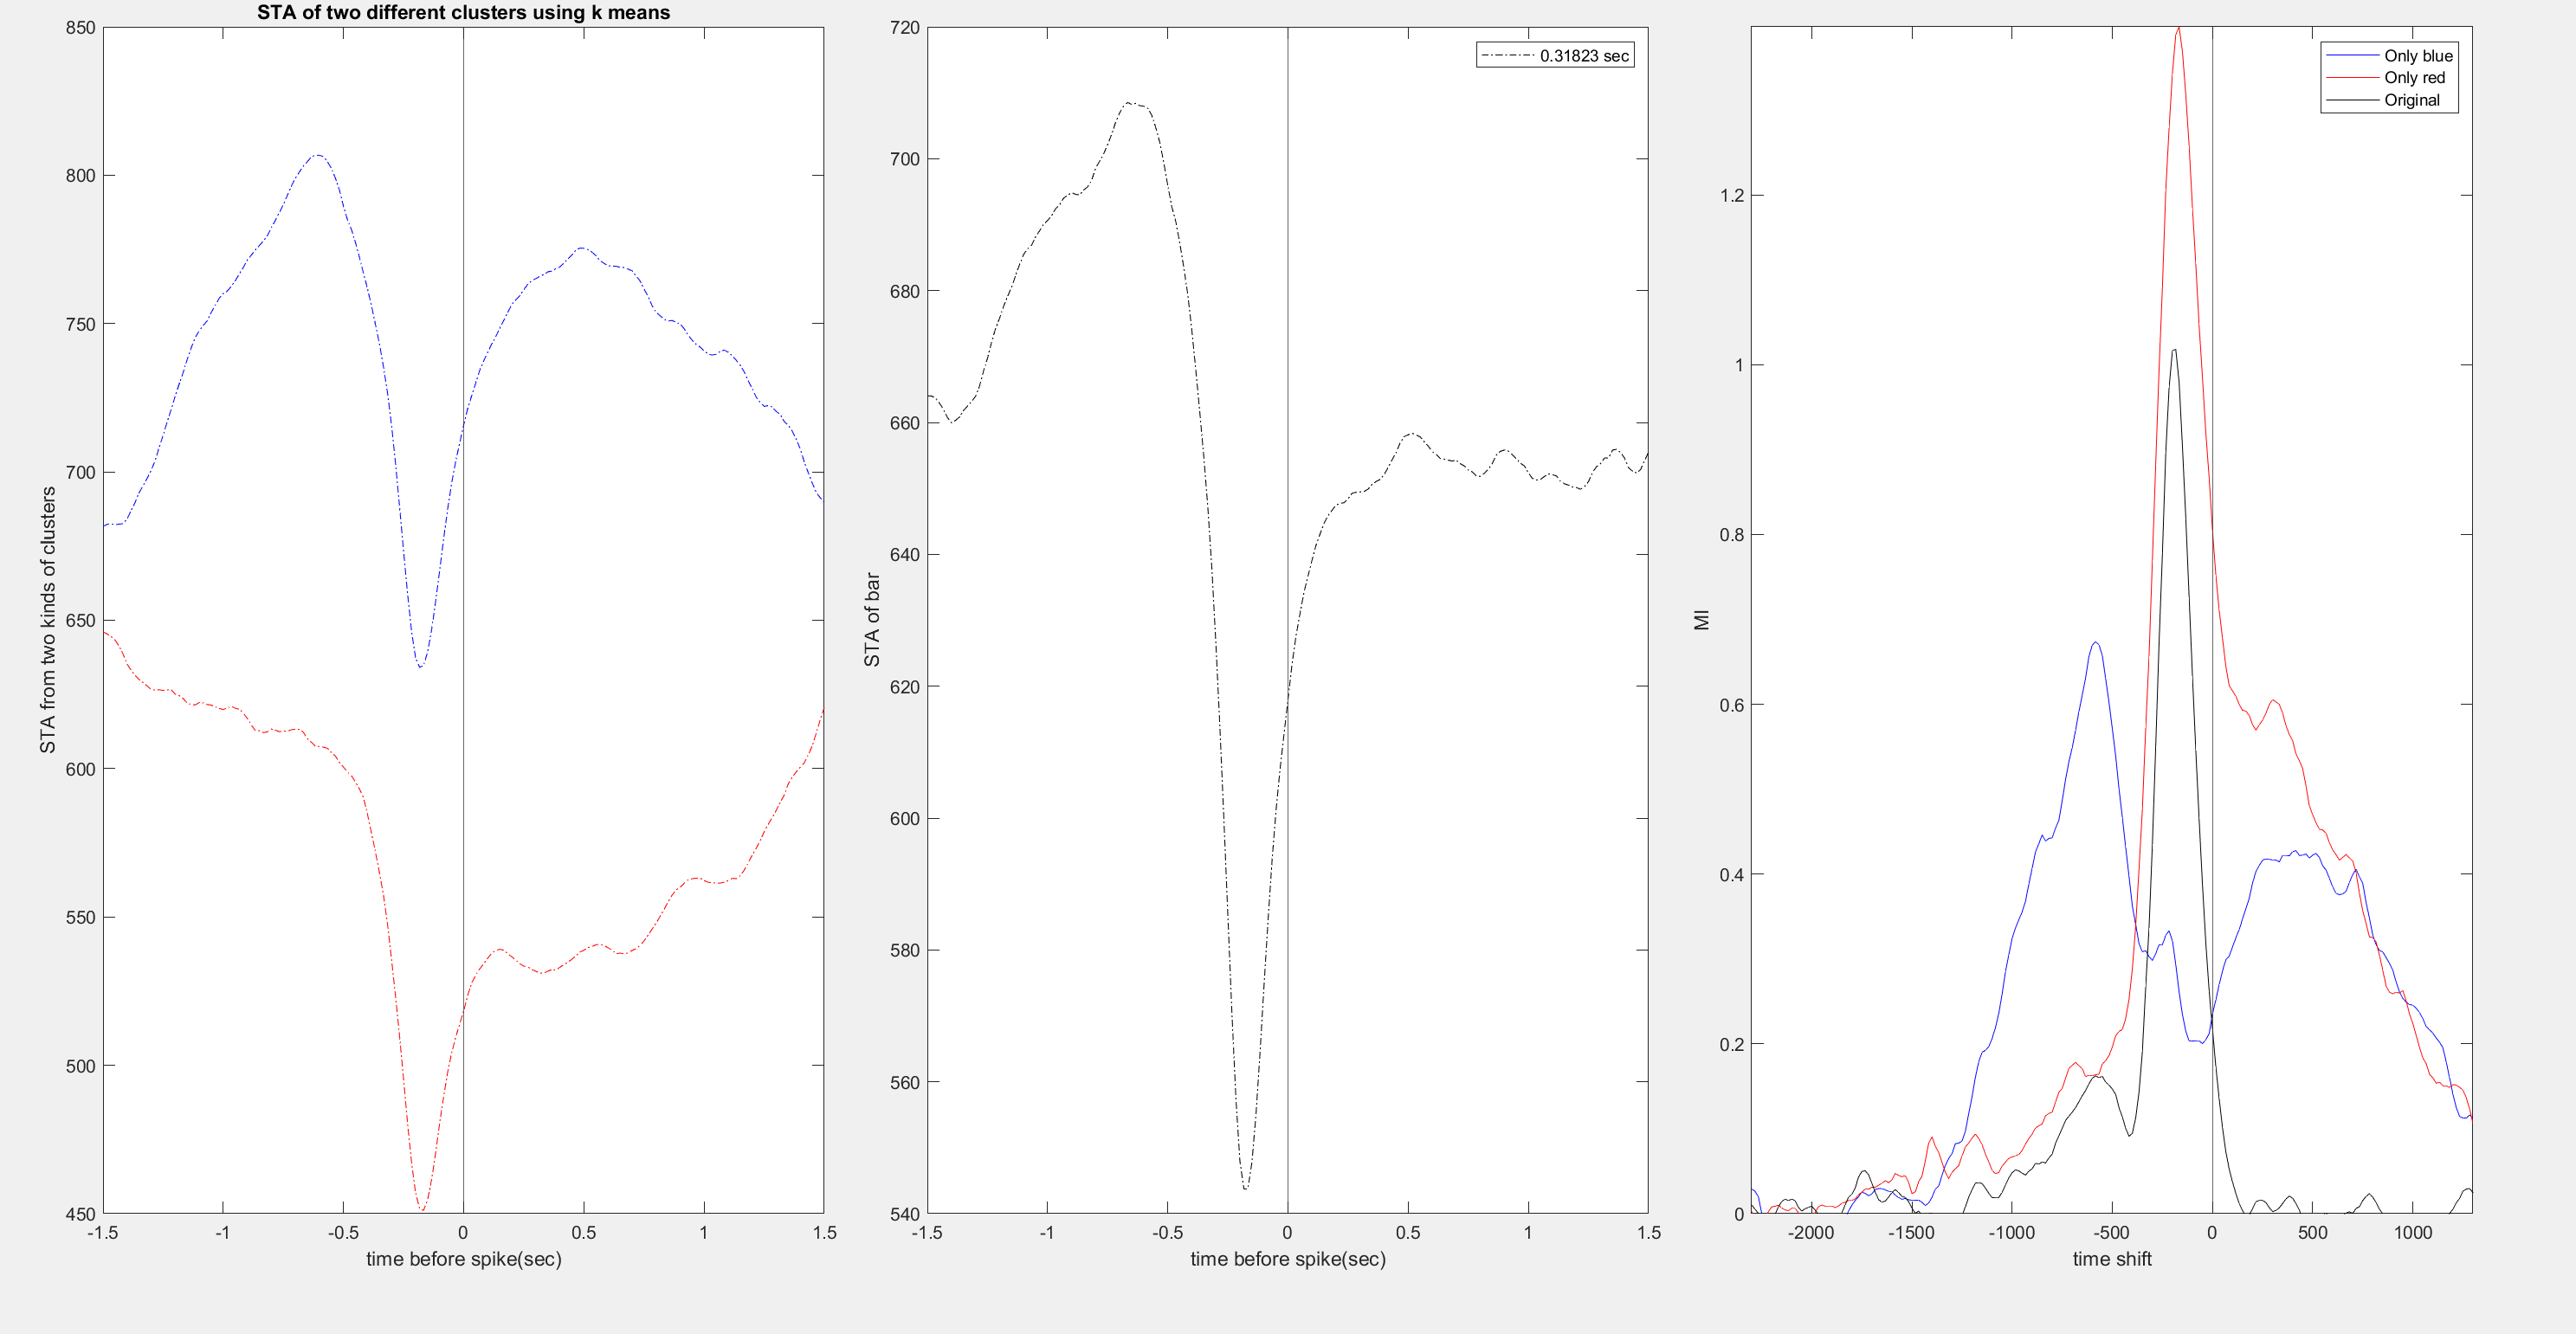 STA of two different clusters using k means
850
800
750
700
650
600
550
500
450
STA from two kinds of clusters
-1.5 -1 -0.5 0 0.5 1 1.5
time before spike(sec)
720
700
680
660
640
620
600
580
560
540
STA of bar
0.31823 sec
-1.5 -1 -0.5 0 0.5 1 1.5
time before spike(sec)
1.2
1
0.8
0.6
0.4
0.2
0
MI
Only blue
Only red
Original
-2000 -1500 -1000 -500 0 500 1000
time shift